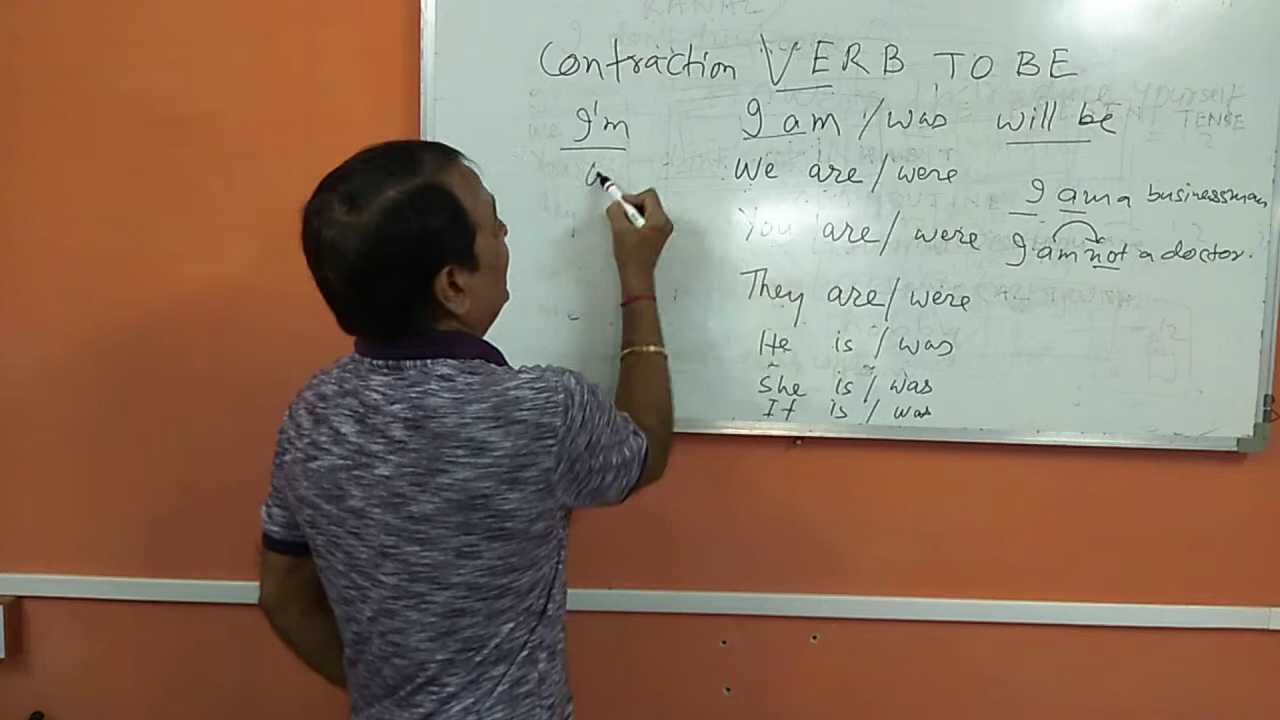 Contraction VERB TO BE
I'm I am / was will be
TENSE
We are / were
I am a businessman
You are / were
I am not a doctor.
They are / were
He is / was
She is / was
It is / was